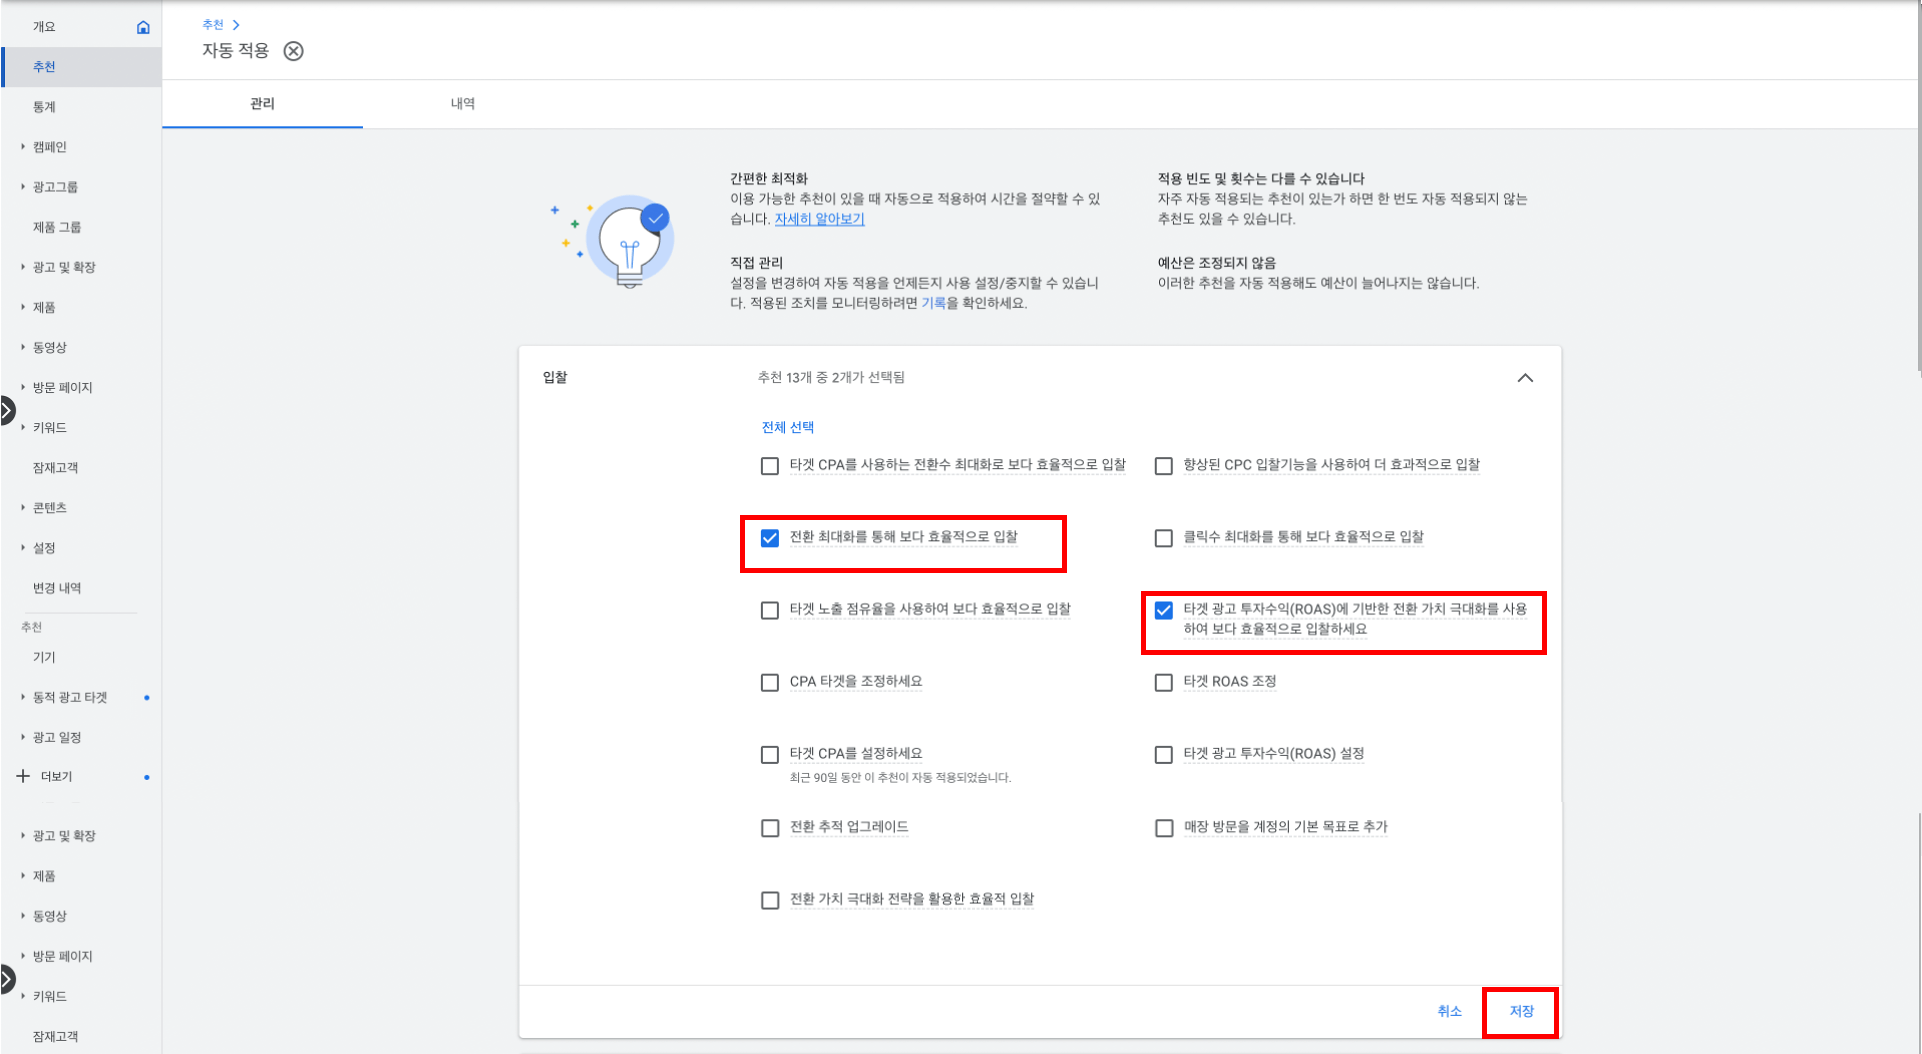 개요
추천
통계
캠페인
광고그룹
제품 그룹
광고 및 확장
제품
동영상
방문 페이지
키워드
잠재고객
콘텐츠
설정
변경 내역
추천
기기
동적 광고 타겟
광고 일정
더보기
광고 및 확장
제품
동영상
방문 페이지
키워드
잠재고객
추천
자동 적용
관리
내역
간편한 최적화
이용 가능한 추천이 있을 때 자동으로 적용하여 시간을 절약할 수 있
습니다. 자세히 알아보기
적용 빈도 및 횟수는 다를 수 있습니다
자주 자동 적용되는 추천이 있는가 하면 한 번도 자동 적용되지 않는
추천도 있을 수 있습니다.
직접 관리
설정을 변경하여 자동 적용을 언제든지 사용 설정/중지할 수 있습니
다. 적용된 조치를 모니터링하려면 기록을 확인하세요.
예산은 조정되지 않음
이러한 추천을 자동 적용해도 예산이 늘어나지는 않습니다.
입찰
추천 13개 중 2개가 선택됨
전체 선택
타겟 CPA를 사용하는 전환수 최대화로 보다 효율적으로 입찰
향상된 CPC 입찰기능을 사용하여 더 효과적으로 입찰
전환 최대화를 통해 보다 효율적으로 입찰
클릭수 최대화를 통해 보다 효율적으로 입찰
타겟 노출 점유율을 사용하여 보다 효율적으로 입찰
타겟 광고 투자수익(ROAS)에 기반한 전환 가치 극대화를 사용
하여 보다 효율적으로 입찰하세요
CPA 타겟을 조정하세요
타겟 ROAS 조정
타겟 CPA를 설정하세요
최근 90일 동안 이 추천이 자동 적용되었습니다.
타겟 광고 투자수익(ROAS) 설정
전환 추적 업그레이드
매장 방문을 계정의 기본 목표로 추가
전환 가치 극대화 전략을 활용한 효율적 입찰
취소
저장